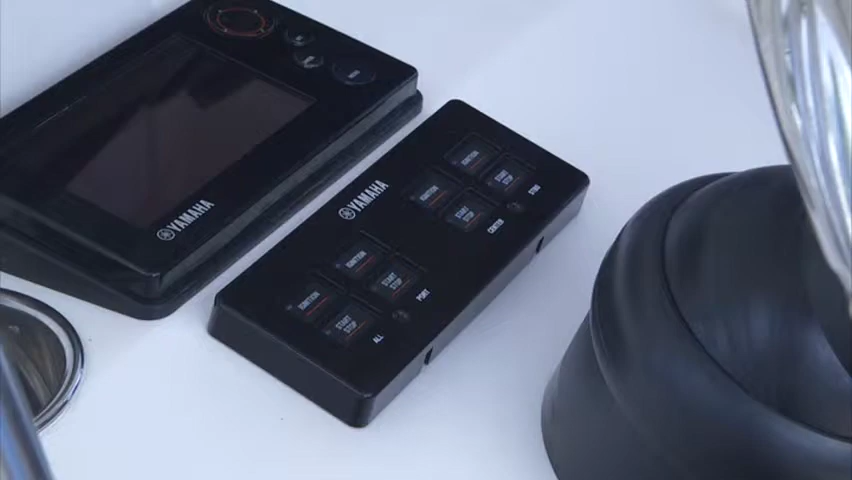 YAMAHA
YAMAHA
IGNITION
START
STOP
ALL
IGNITION
START
STOP
PORT
IGNITION
START
STOP
CENTER
IGNITION
START
STOP
STBD